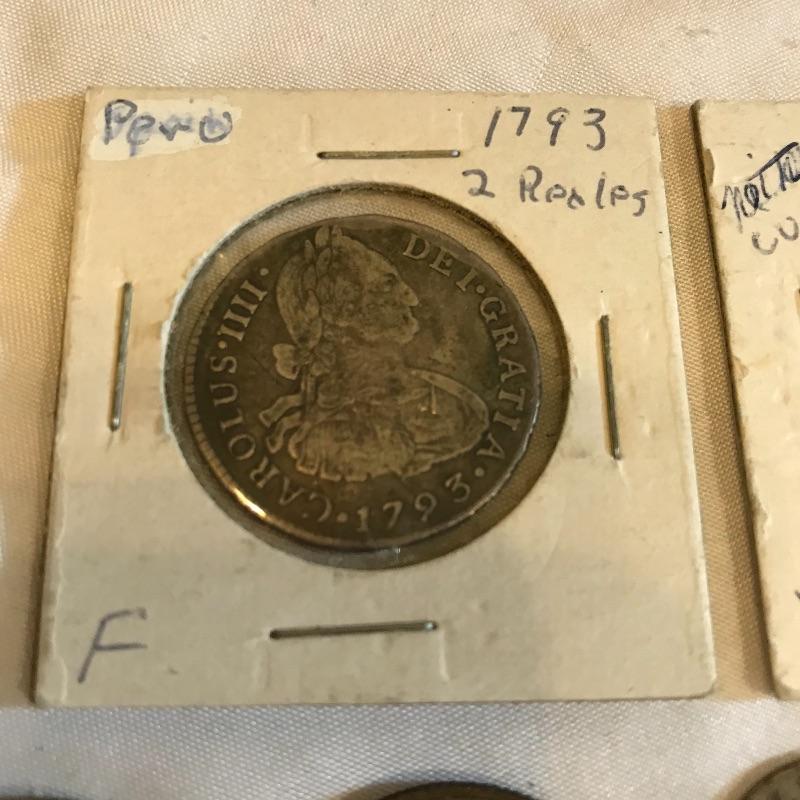 Peru
1793
2 Reales
CAROLUS·IIII· DEI·GRATIA·
·1793·
F